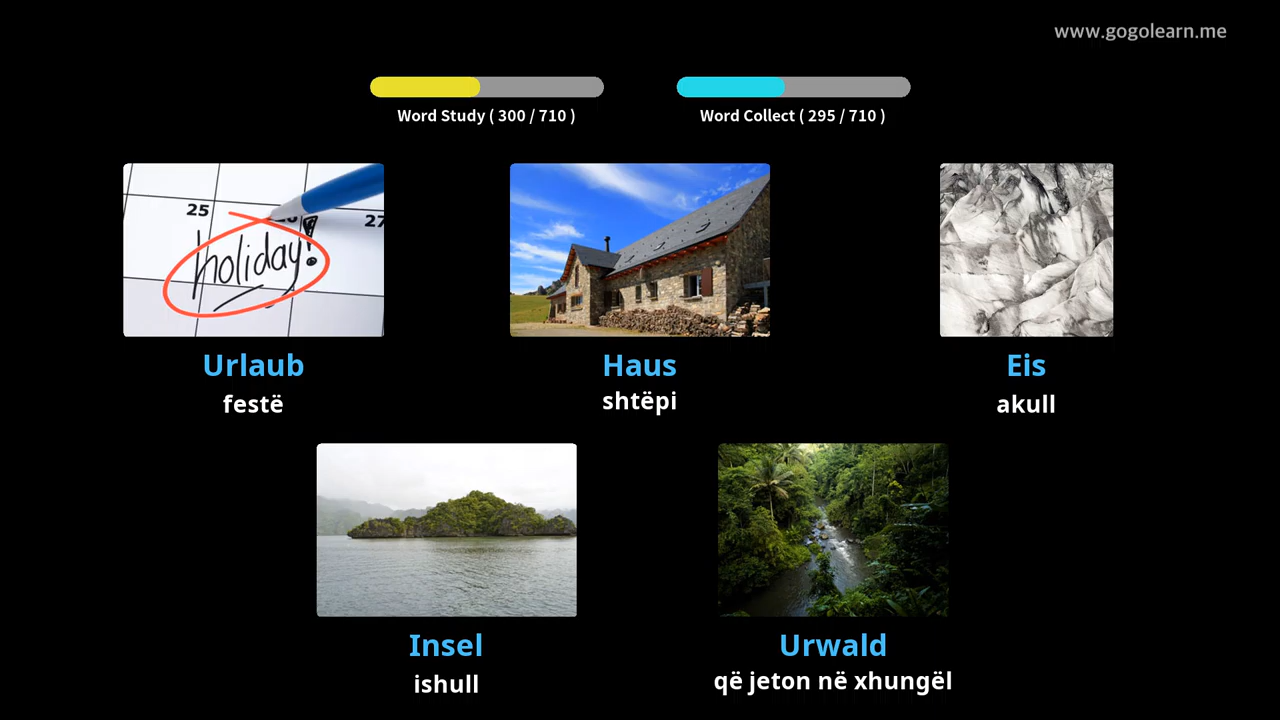 www.gogolearn.me
Word Study ( 300 / 710 )
Word Collect ( 295 / 710 )
25
27
holiday!
Urlaub
festë
Haus
shtëpi
Eis
akull
Insel
ishull
Urwald
që jeton në xhungël